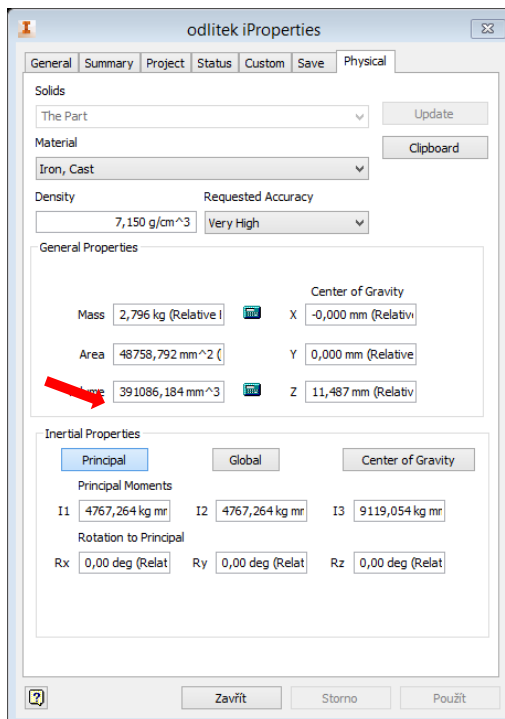 odlitek iProperties
General Summary Project Status Custom Save Physical
Solids
The Part
Update
Material
Clipboard
Iron, Cast
Density Requested Accuracy
7,150 g/cm^3 Very High
General Properties
Center of Gravity
Mass 2,796 kg (Relative I X -0,000 mm (Relativ
Area 48758,792 mm^2 ( Y 0,000 mm (Relative
391086,184 mm^3 Z 11,487 mm (Relativ
Inertial Properties
Principal Global Center of Gravity
Principal Moments
I1 4767,264 kg mr I2 4767,264 kg mr I3 9119,054 kg mr
Rotation to Principal
Rx 0,00 deg (Relat Ry 0,00 deg (Relat Rz 0,00 deg (Relat
Zavřít Storno Použít